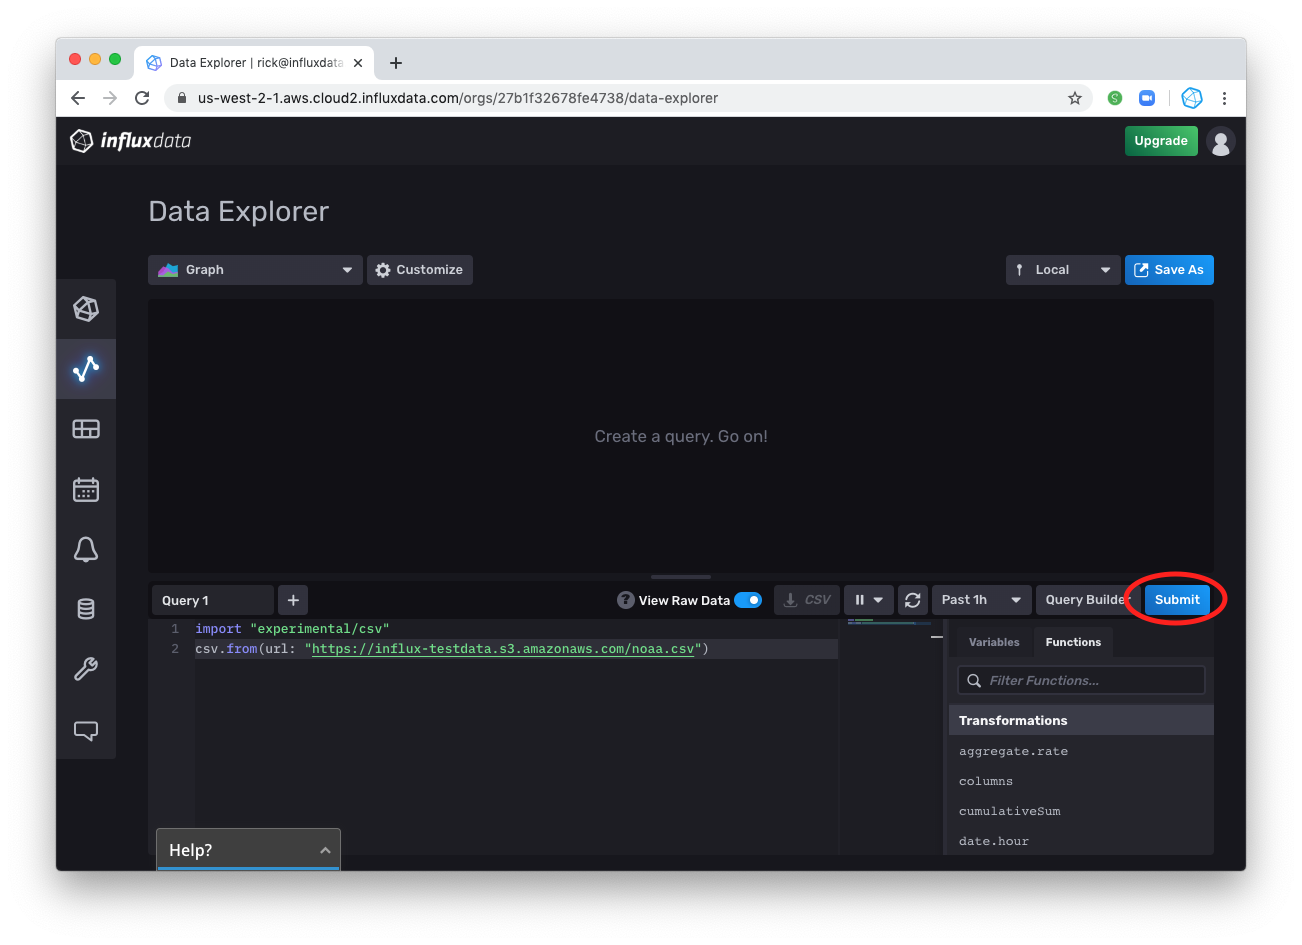 Data Explorer | rick@influxdata
us-west-2-1.aws.cloud2.influxdata.com/orgs/27b1f32678fe4738/data-explorer
influxdata
Upgrade
Data Explorer
Graph
Customize
Local
Save As
Create a query. Go on!
Query 1
+
? View Raw Data
CSV
Past 1h
Query Builder
Submit
1 import "experimental/csv"
2 csv.from(url: "https://influx-testdata.s3.amazonaws.com/noaa.csv")
Variables
Functions
Filter Functions...
Transformations
aggregate.rate
columns
cumulativeSum
date.hour
Help?